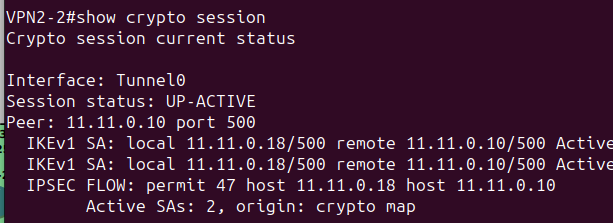 VPN2-2#show crypto session
Crypto session current status
Interface: Tunnel0
Session status: UP-ACTIVE
Peer: 11.11.0.10 port 500
IKEv1 SA: local 11.11.0.18/500 remote 11.11.0.10/500 Active
IKEv1 SA: local 11.11.0.18/500 remote 11.11.0.10/500 Active
IPSEC FLOW: permit 47 host 11.11.0.18 host 11.11.0.10
Active SAs: 2, origin: crypto map